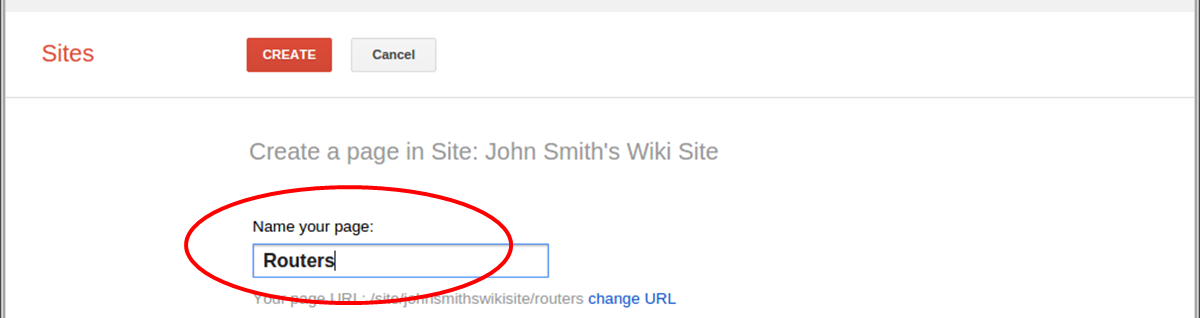 Sites
CREATE
Cancel
Create a page in Site: John Smith's Wiki Site
Name your page:
Routers
Your page URL: /site/johnsmithswikisite/routers change URL